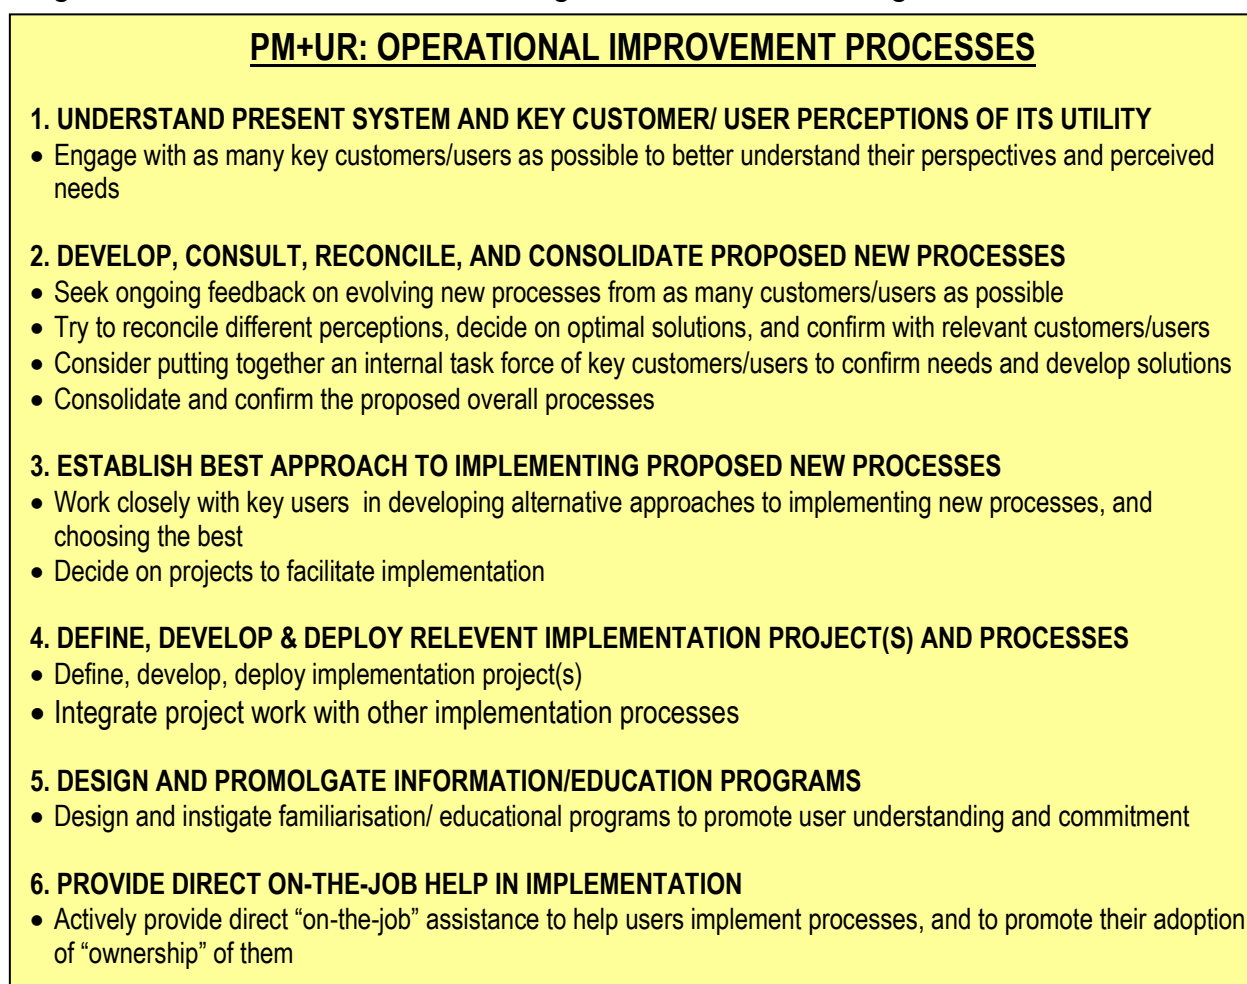 PM+UR: OPERATIONAL IMPROVEMENT PROCESSES
1. UNDERSTAND PRESENT SYSTEM AND KEY CUSTOMER/ USER PERCEPTIONS OF ITS UTILITY
• Engage with as many key customers/users as possible to better understand their perspectives and perceived
needs
2. DEVELOP, CONSULT, RECONCILE, AND CONSOLIDATE PROPOSED NEW PROCESSES
• Seek ongoing feedback on evolving new processes from as many customers/users as possible
• Try to reconcile different perceptions, decide on optimal solutions, and confirm with relevant customers/users
• Consider putting together an internal task force of key customers/users to confirm needs and develop solutions
• Consolidate and confirm the proposed overall processes
3. ESTABLISH BEST APPROACH TO IMPLEMENTING PROPOSED NEW PROCESSES
• Work closely with key users  in developing alternative approaches to implementing new processes, and
choosing the best
• Decide on projects to facilitate implementation
4. DEFINE, DEVELOP & DEPLOY RELEVENT IMPLEMENTATION PROJECT(S) AND PROCESSES
• Define, develop, deploy implementation project(s)
• Integrate project work with other implementation processes
5. DESIGN AND PROMOLGATE INFORMATION/EDUCATION PROGRAMS
• Design and instigate familiarisation/ educational programs to promote user understanding and commitment
6. PROVIDE DIRECT ON-THE-JOB HELP IN IMPLEMENTATION
• Actively provide direct “on-the-job” assistance to help users implement processes, and to promote their adoption
of “ownership” of them